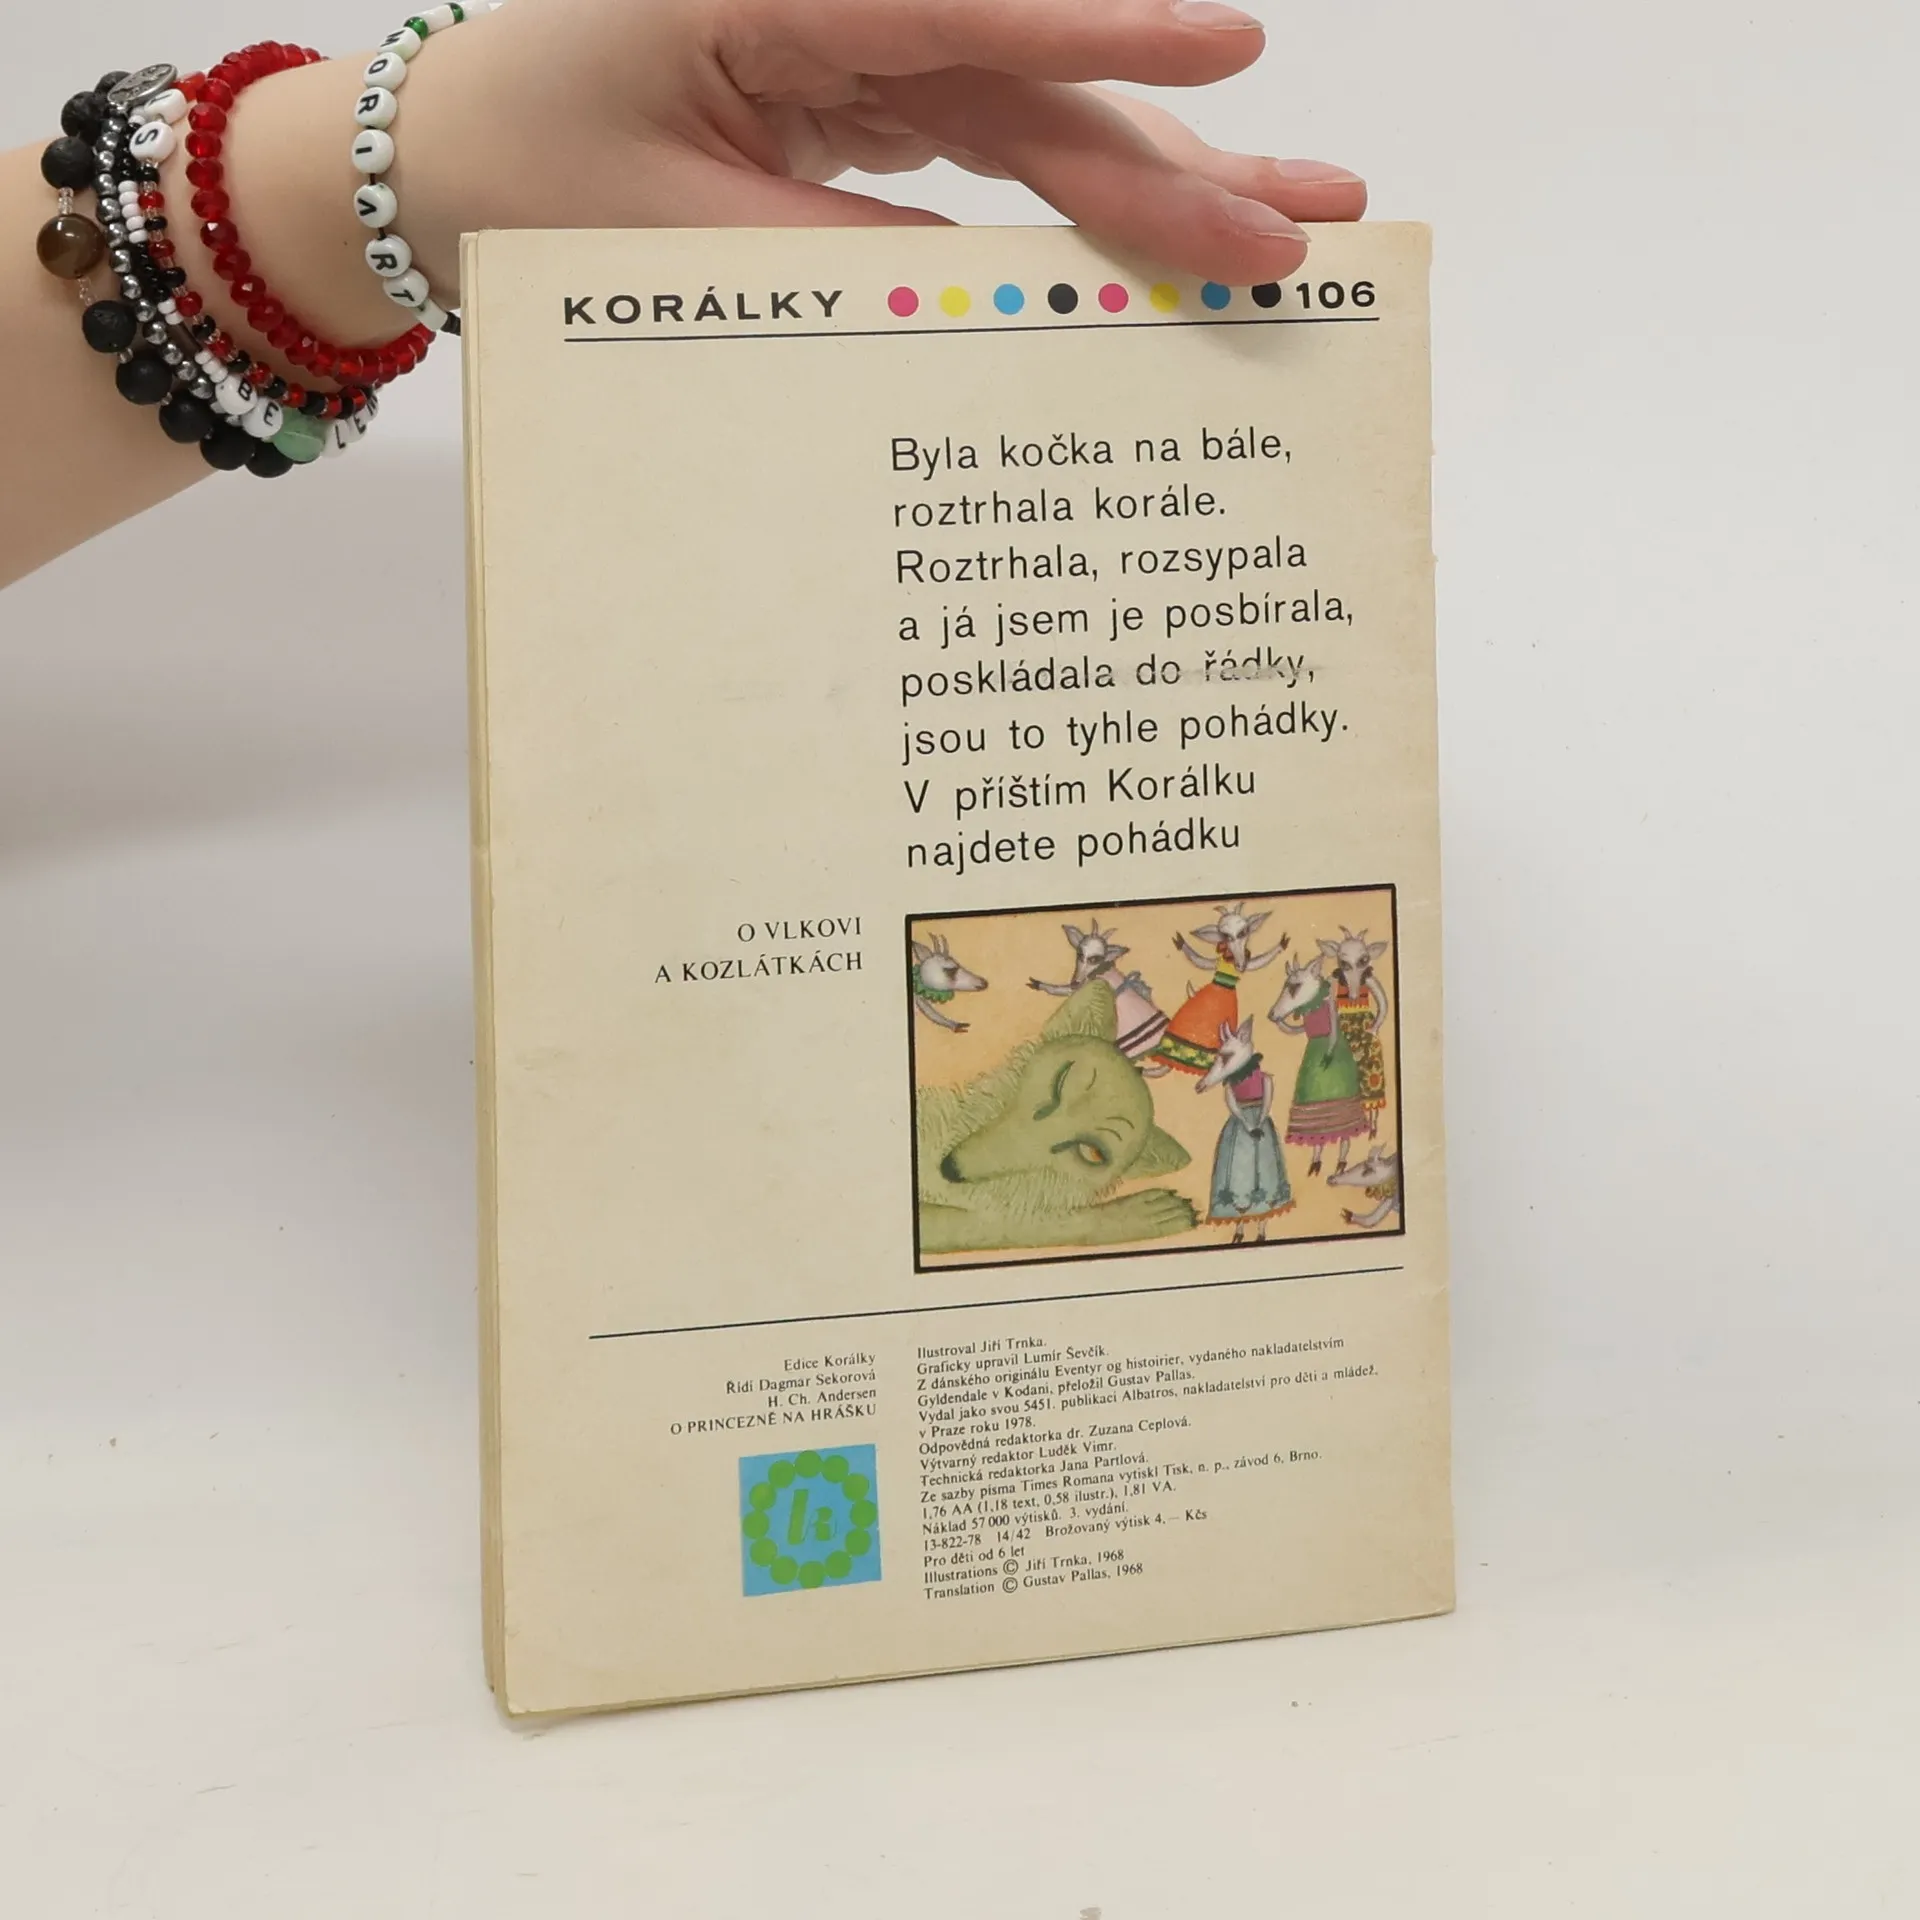 MORIART
S
BE
LE
KORÁLKY 106
Byla kočka na bále,
roztrhala korále.
Roztrhala, rozsypala
a já jsem je posbírala,
poskládala do řádky,
jsou to tyhle pohádky.
V příštím Korálku
najdete pohádku
O VLKOVI
A KOZLÁTKÁCH
Edice Korálky
Řídí Dagmar Sekorová
H. Ch. Andersen
O PRINCEZNĚ NA HRÁŠKU
k
Ilustroval Jiří Trnka.
Graficky upravil Lumír Ševčík.
Z dánského originálu Eventyr og histoirier, vydaného nakladatelstvím
Gyldendale v Kodani, přeložil Gustav Pallas.
Vydal jako svou 5451. publikaci Albatros, nakladatelství pro děti a mládež,
v Praze roku 1978.
Odpovědná redaktorka dr. Zuzana Ceplová.
Výtvarný redaktor Luděk Vimr.
Technická redaktorka Jana Partlová.
Ze sazby písma Times Romana vytiskl Tisk, n. p., závod 6, Brno.
1,76 AA (1,18 text, 0,58 ilustr.), 1,81 VA.
Náklad 57 000 výtisků. 3. vydání.
13-822-78 14/42 Brožovaný výtisk 4,— Kčs
Pro děti od 6 let
Illustrations © Jiří Trnka, 1968
Translation © Gustav Pallas, 1968